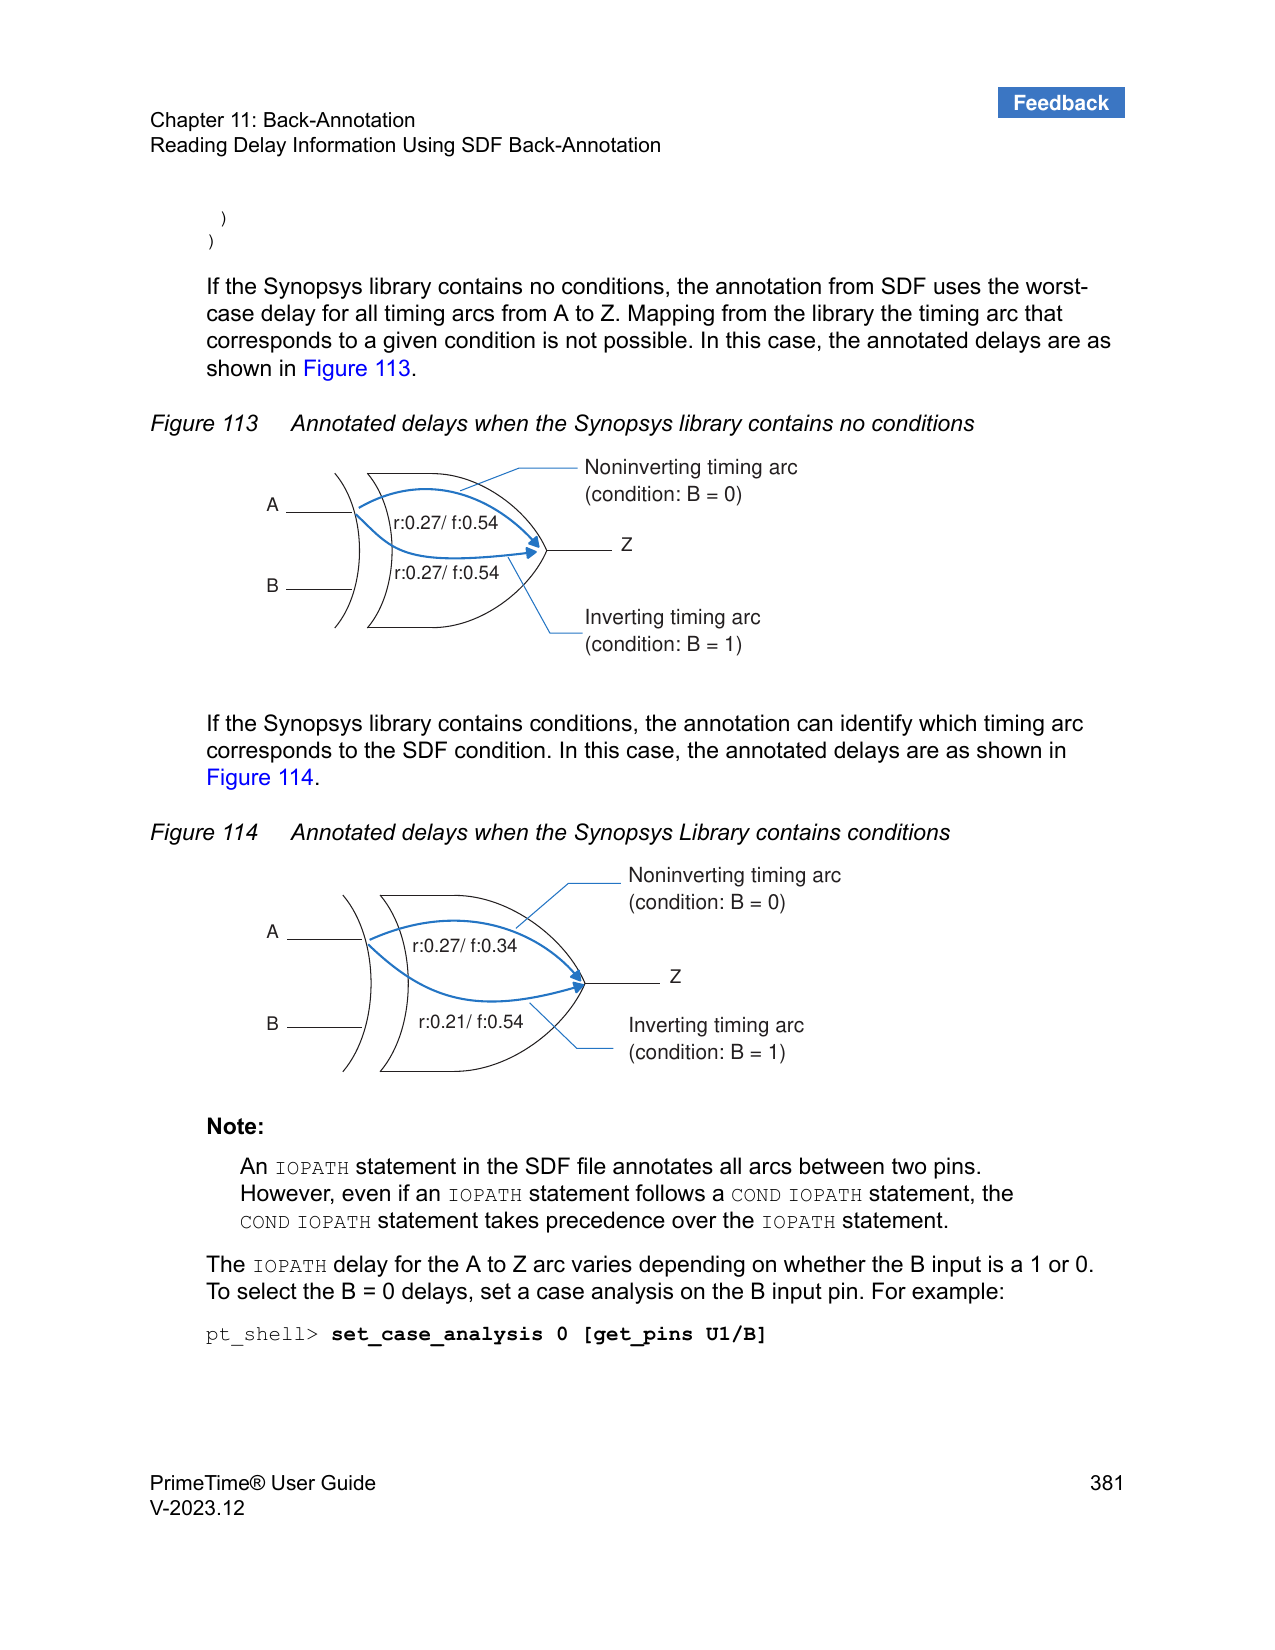 Feedback
Chapter 11: Back-Annotation
Reading Delay Information Using SDF Back-Annotation
)
)
If the Synopsys library contains no conditions, the annotation from SDF uses the worst-
case delay for all timing arcs from A to Z. Mapping from the library the timing arc that
corresponds to a given condition is not possible. In this case, the annotated delays are as
shown in Figure 113.
Figure 113 Annotated delays when the Synopsys library contains no conditions
Noninverting timing arc
(condition: B = 0)
A
r:0.27/ f:0.54
Z
r:0.27/ f:0.54
B
Inverting timing arc
(condition: B = 1)
If the Synopsys library contains conditions, the annotation can identify which timing arc
corresponds to the SDF condition. In this case, the annotated delays are as shown in
Figure 114.
Figure 114 Annotated delays when the Synopsys Library contains conditions
Noninverting timing arc
(condition: B = 0)
A
r:0.27/ f:0.34
Z
B
r:0.21/ f:0.54
Inverting timing arc
(condition: B = 1)
Note:
An IOPATH statement in the SDF file annotates all arcs between two pins.
However, even if an IOPATH statement follows a COND IOPATH statement, the
COND IOPATH statement takes precedence over the IOPATH statement.
The IOPATH delay for the A to Z arc varies depending on whether the B input is a 1 or 0.
To select the B = 0 delays, set a case analysis on the B input pin. For example:
pt_shell> set_case_analysis 0 [get_pins U1/B]
PrimeTime® User Guide 381
V-2023.12